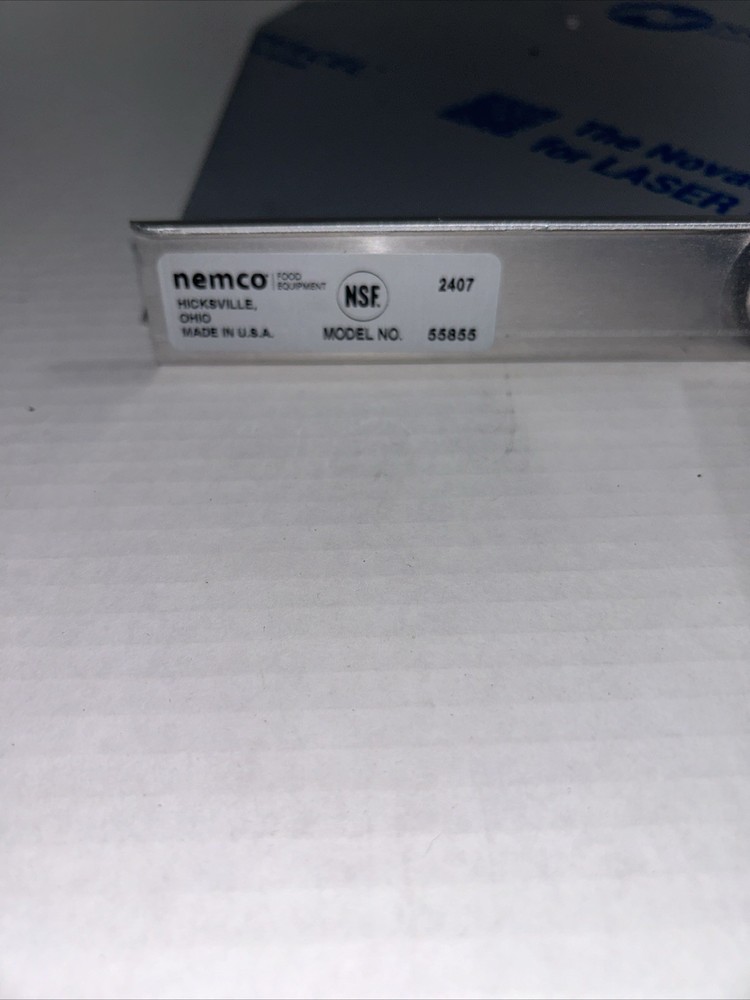 The Nova
for LASER
nemco FOOD EQUIPMENT
HICKSVILLE,
OHIO
MADE IN U.S.A.
NSF.
2407
MODEL NO. 55855